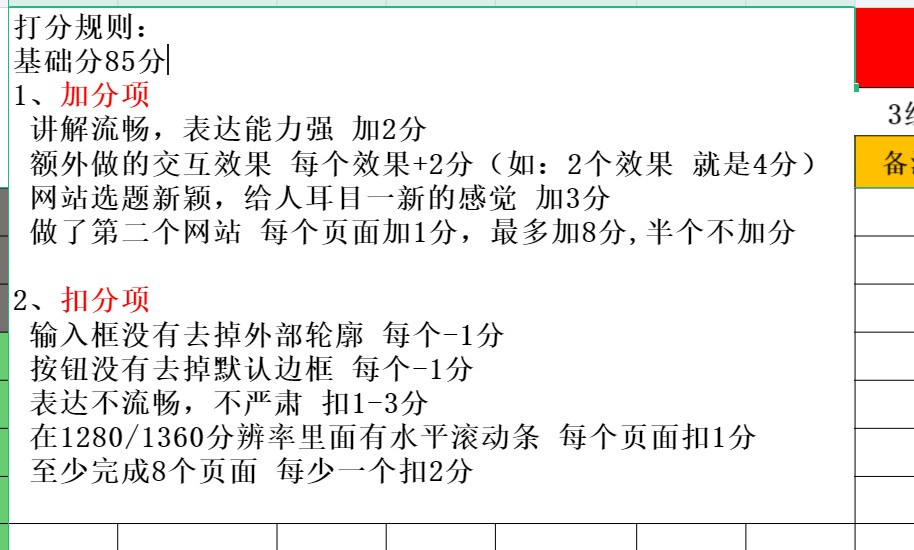 打分规则：
基础分85分
1、加分项
讲解流畅，表达能力强 加2分
额外做的交互效果 每个效果+2分（如：2个效果 就是4分）
网站选题新颖，给人耳目一新的感觉 加3分
做了第二个网站 每个页面加1分，最多加8分,半个不加分
2、扣分项
输入框没有去掉外部轮廓 每个-1分
按钮没有去掉默认边框 每个-1分
表达不流畅，不严肃 扣1-3分
在1280/1360分辨率里面有水平滚动条 每个页面扣1分
至少完成8个页面 每少一个扣2分
3
备